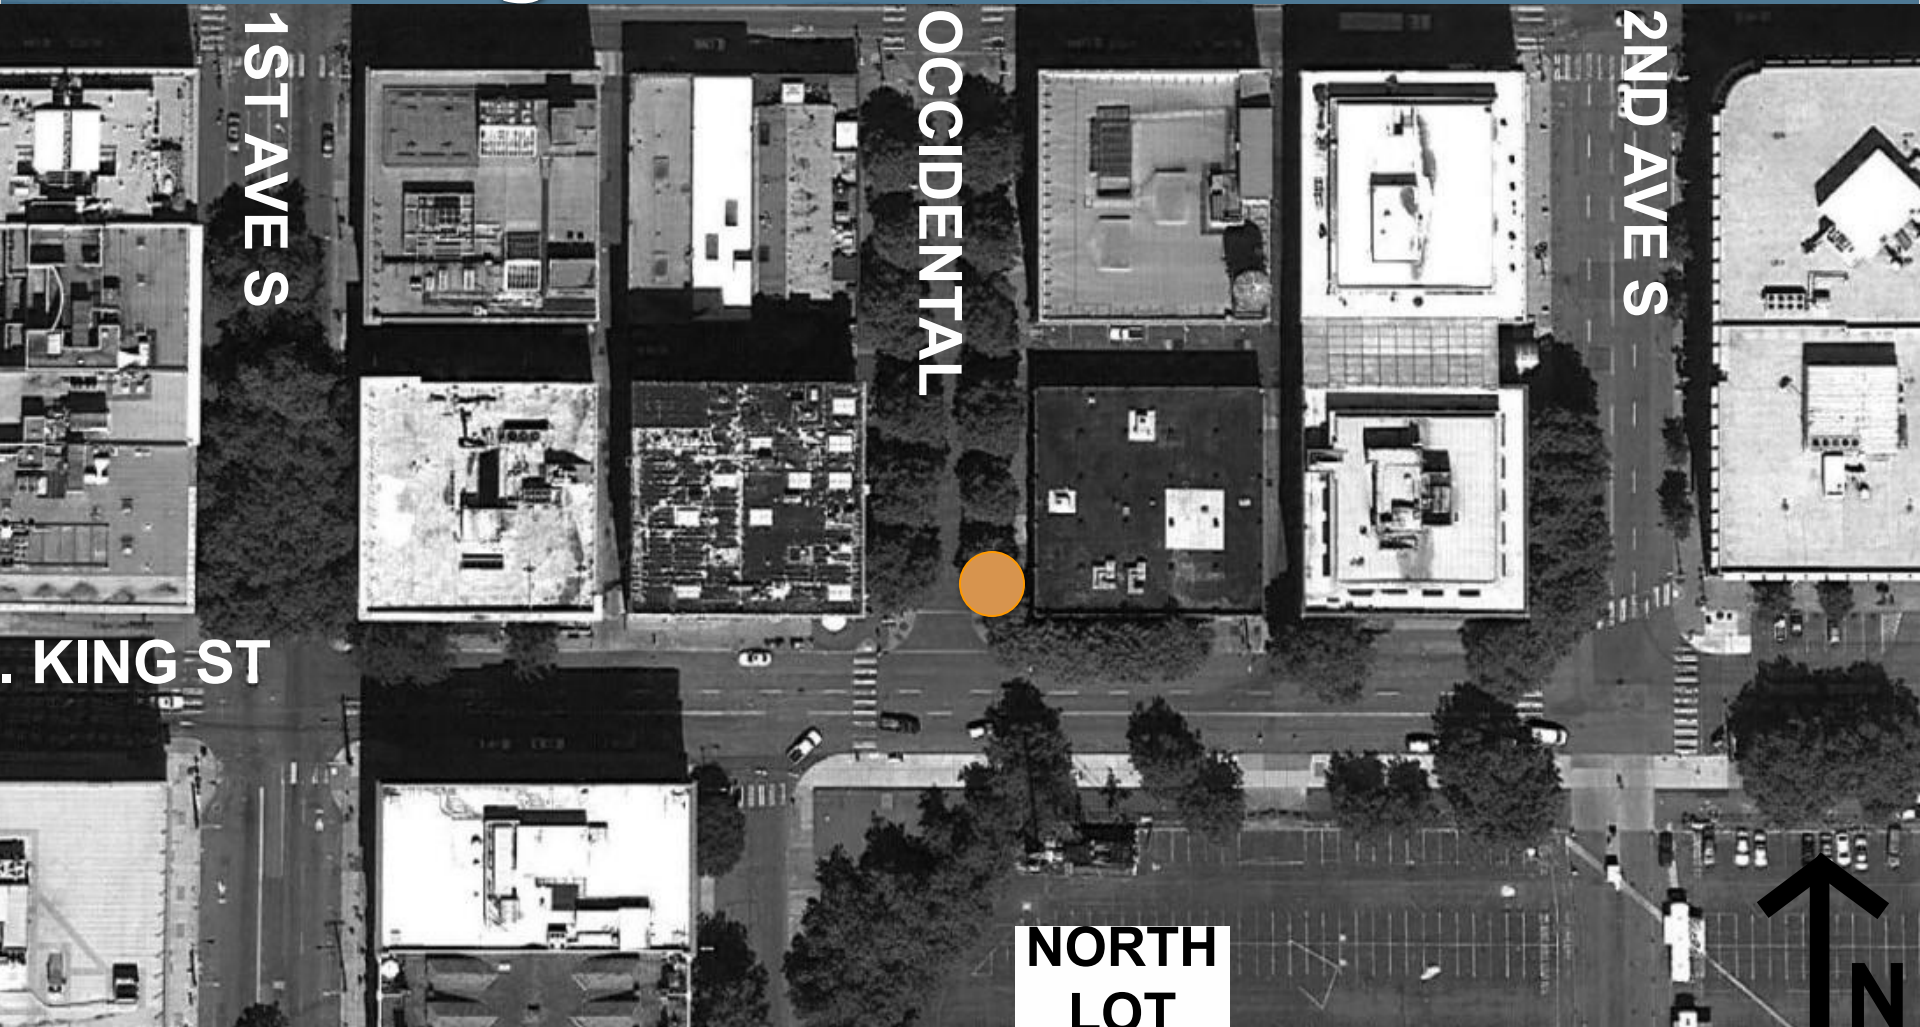 1ST AVE S
OCCIDENTAL
2ND AVE S
. KING ST
NORTH
LOT
N